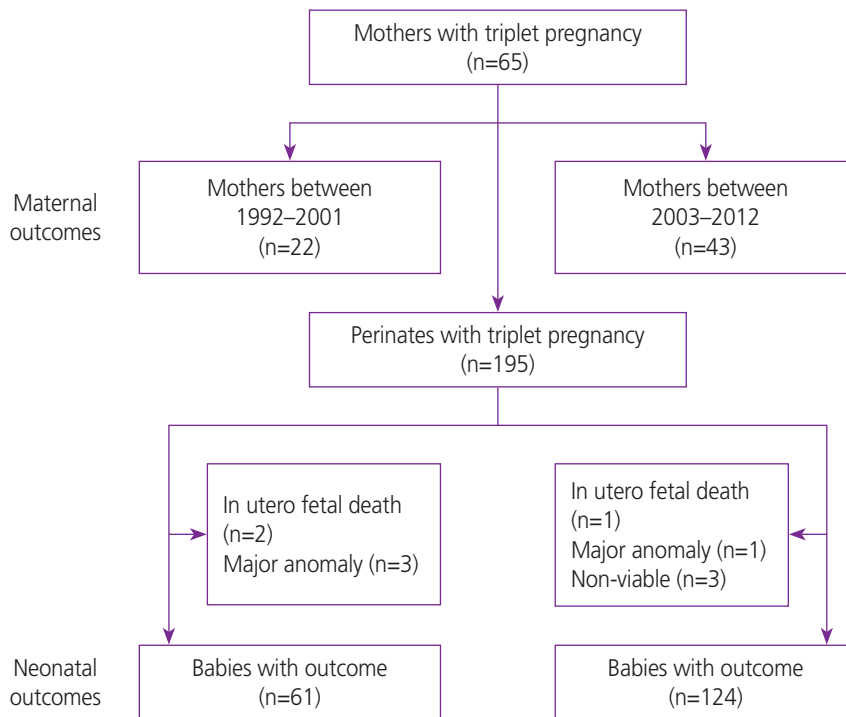 Mothers with triplet pregnancy
(n=65)
Maternal
outcomes
Mothers between
1992–2001
(n=22)
Mothers between
2003–2012
(n=43)
Perinates with triplet pregnancy
(n=195)
In utero fetal death
(n=2)
Major anomaly (n=3)
In utero fetal death
(n=1)
Major anomaly (n=1)
Non-viable (n=3)
Neonatal
outcomes
Babies with outcome
(n=61)
Babies with outcome
(n=124)